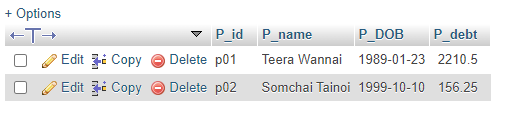 + Options
P_id P_name P_DOB P_debt
Edit Copy Delete p01 Teera Wannai 1989-01-23 2210.5
Edit Copy Delete p02 Somchai Tainoi 1999-10-10 156.25